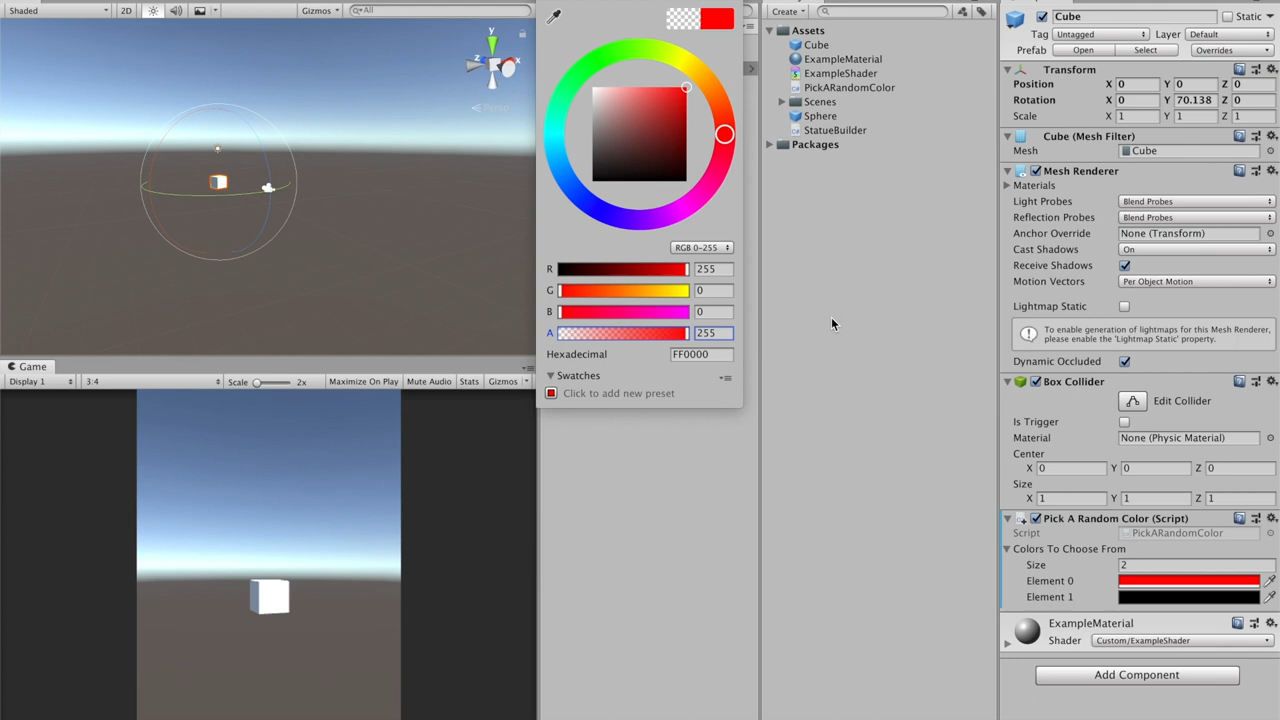 Shaded
2D
Gizmos
All
y
z
x
Persp
Game
Display 1
3:4
Scale
2x
Maximize On Play
Mute Audio
Stats
Gizmos
RGB 0-255
R
255
G
0
B
0
A
255
Hexadecimal
FF0000
Swatches
Click to add new preset
Create
Assets
Cube
ExampleMaterial
ExampleShader
PickARandomColor
Scenes
Sphere
StatueBuilder
Packages
Cube
Static
Tag Untagged Layer Default
Prefab Open Select Overrides
Transform
Position X 0 Y 0 Z 0
Rotation X 0 Y 70.138 Z 0
Scale X 1 Y 1 Z 1
Cube (Mesh Filter)
Mesh Cube
Mesh Renderer
Materials
Light Probes Blend Probes
Reflection Probes Blend Probes
Anchor Override None (Transform)
Cast Shadows On
Receive Shadows
Motion Vectors Per Object Motion
Lightmap Static
To enable generation of lightmaps for this Mesh Renderer,
please enable the 'Lightmap Static' property.
Dynamic Occluded
Box Collider
Edit Collider
Is Trigger
Material None (Physic Material)
Center
X 0 Y 0 Z 0
Size
X 1 Y 1 Z 1
Pick A Random Color (Script)
Script PickARandomColor
Colors To Choose From
Size 2
Element 0
Element 1
ExampleMaterial
Shader Custom/ExampleShader
Add Component